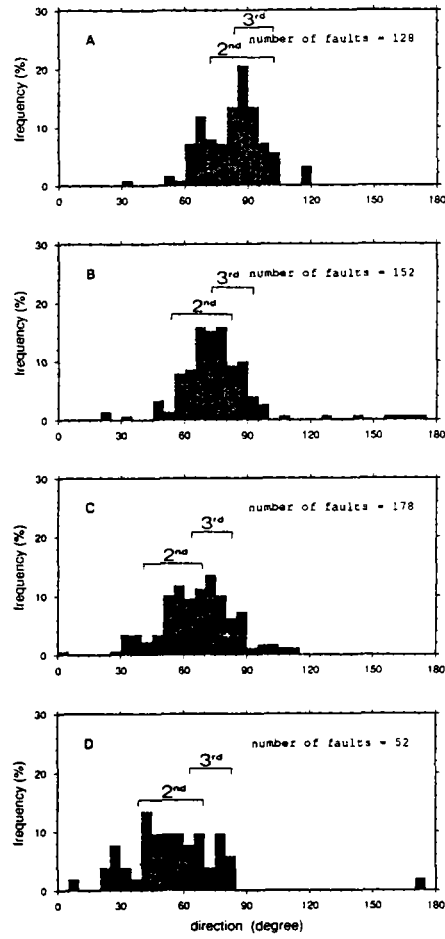 3rd
A number of faults = 128
2nd
frequency (%)
30
20
10
0
0 30 60 90 120 150 180
B 3rd number of faults = 152
2nd
frequency (%)
30
20
10
0
0 30 60 90 120 150 180
C number of faults = 178
3rd
2nd
frequency (%)
30
20
10
0
0 30 60 90 120 150 180
D number of faults = 52
3rd
2nd
frequency (%)
30
20
10
0
0 30 60 90 120 150 180
direction (degree)